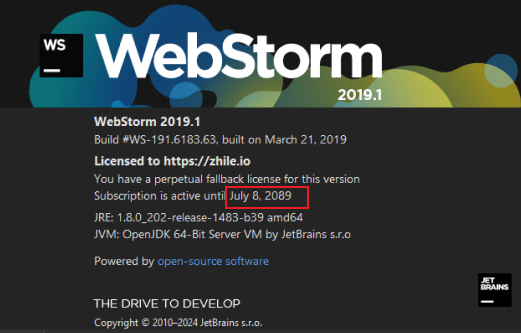 WS
WebStorm
2019.1
WebStorm 2019.1
Build #WS-191.6183.63, built on March 21, 2019
Licensed to https://zhile.io
You have a perpetual fallback license for this version
Subscription is active until July 8, 2089
JRE: 1.8.0_202-release-1483-b39 amd64
JVM: OpenJDK 64-Bit Server VM by JetBrains s.r.o
Powered by open-source software
JET
BRAINS
THE DRIVE TO DEVELOP
Copyright © 2010–2024 JetBrains s.r.o.